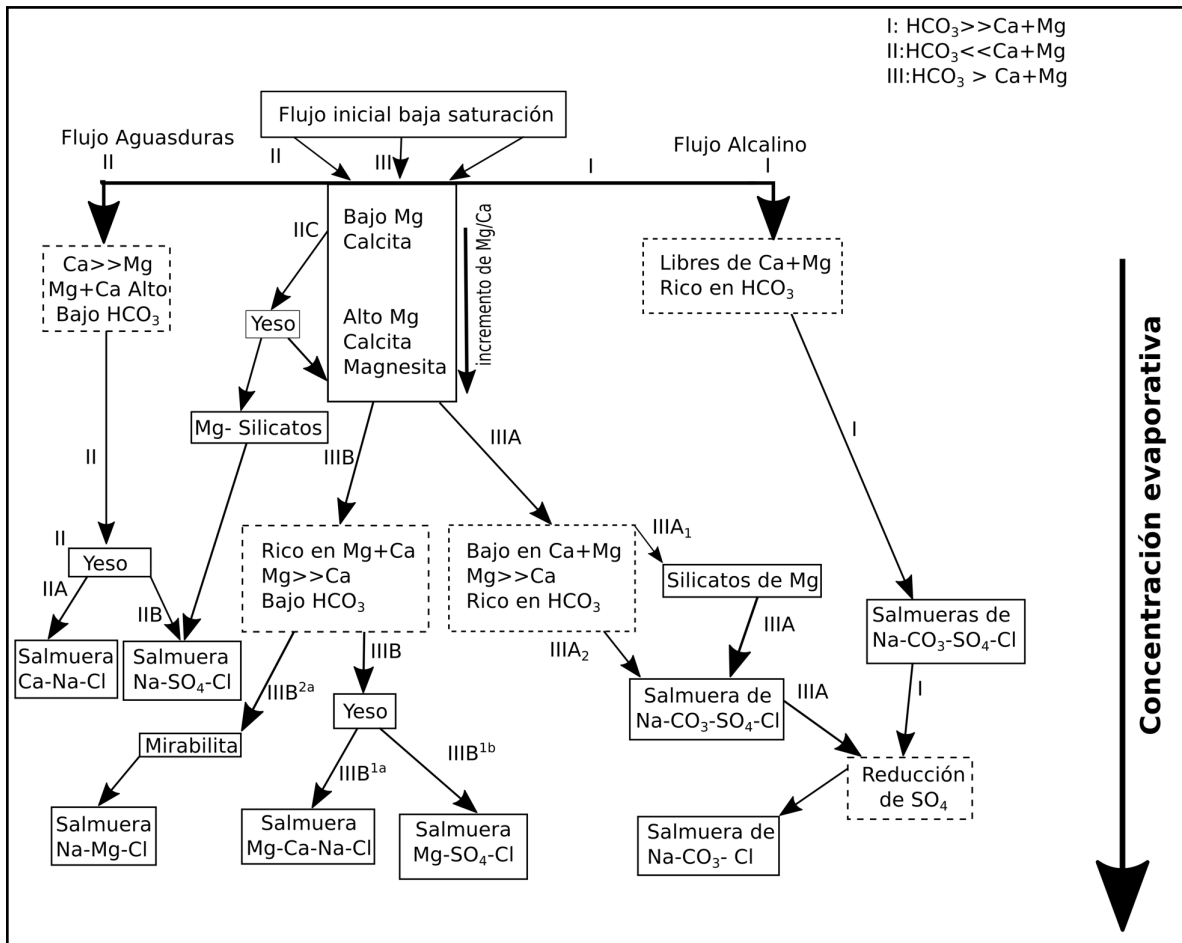 I: HCO₃>>Ca+Mg
II:HCO₃<<Ca+Mg
III:HCO₃ > Ca+Mg
Flujo inicial baja saturación
Flujo Aguasduras
II
II
III
I
Flujo Alcalino
I
Ca>>Mg
Mg+Ca Alto
Bajo HCO₃
IIC
Bajo Mg
Calcita
Alto Mg
Calcita
Magnesita
incremento de Mg/Ca
Libres de Ca+Mg
Rico en HCO₃
Yeso
Mg- Silicatos
II
IIIB
IIIA
I
Concentración evaporativa
II
Yeso
IIA
IIB
Rico en Mg+Ca
Mg>>Ca
Bajo HCO₃
Bajo en Ca+Mg
Mg>>Ca
Rico en HCO₃
IIIA₁
Silicatos de Mg
IIIA
IIIA₂
Salmueras de
Na-CO₃-SO₄-Cl
I
Salmuera
Ca-Na-Cl
Salmuera
Na-SO₄-Cl
IIIB²ᵃ
IIIB
Yeso
Salmuera de
Na-CO₃-SO₄-Cl
IIIA
Mirabilita
IIIB¹ᵃ
IIIB¹ᵇ
Reducción
de SO₄
Salmuera
Na-Mg-Cl
Salmuera
Mg-Ca-Na-Cl
Salmuera
Mg-SO₄-Cl
Salmuera de
Na-CO₃- Cl